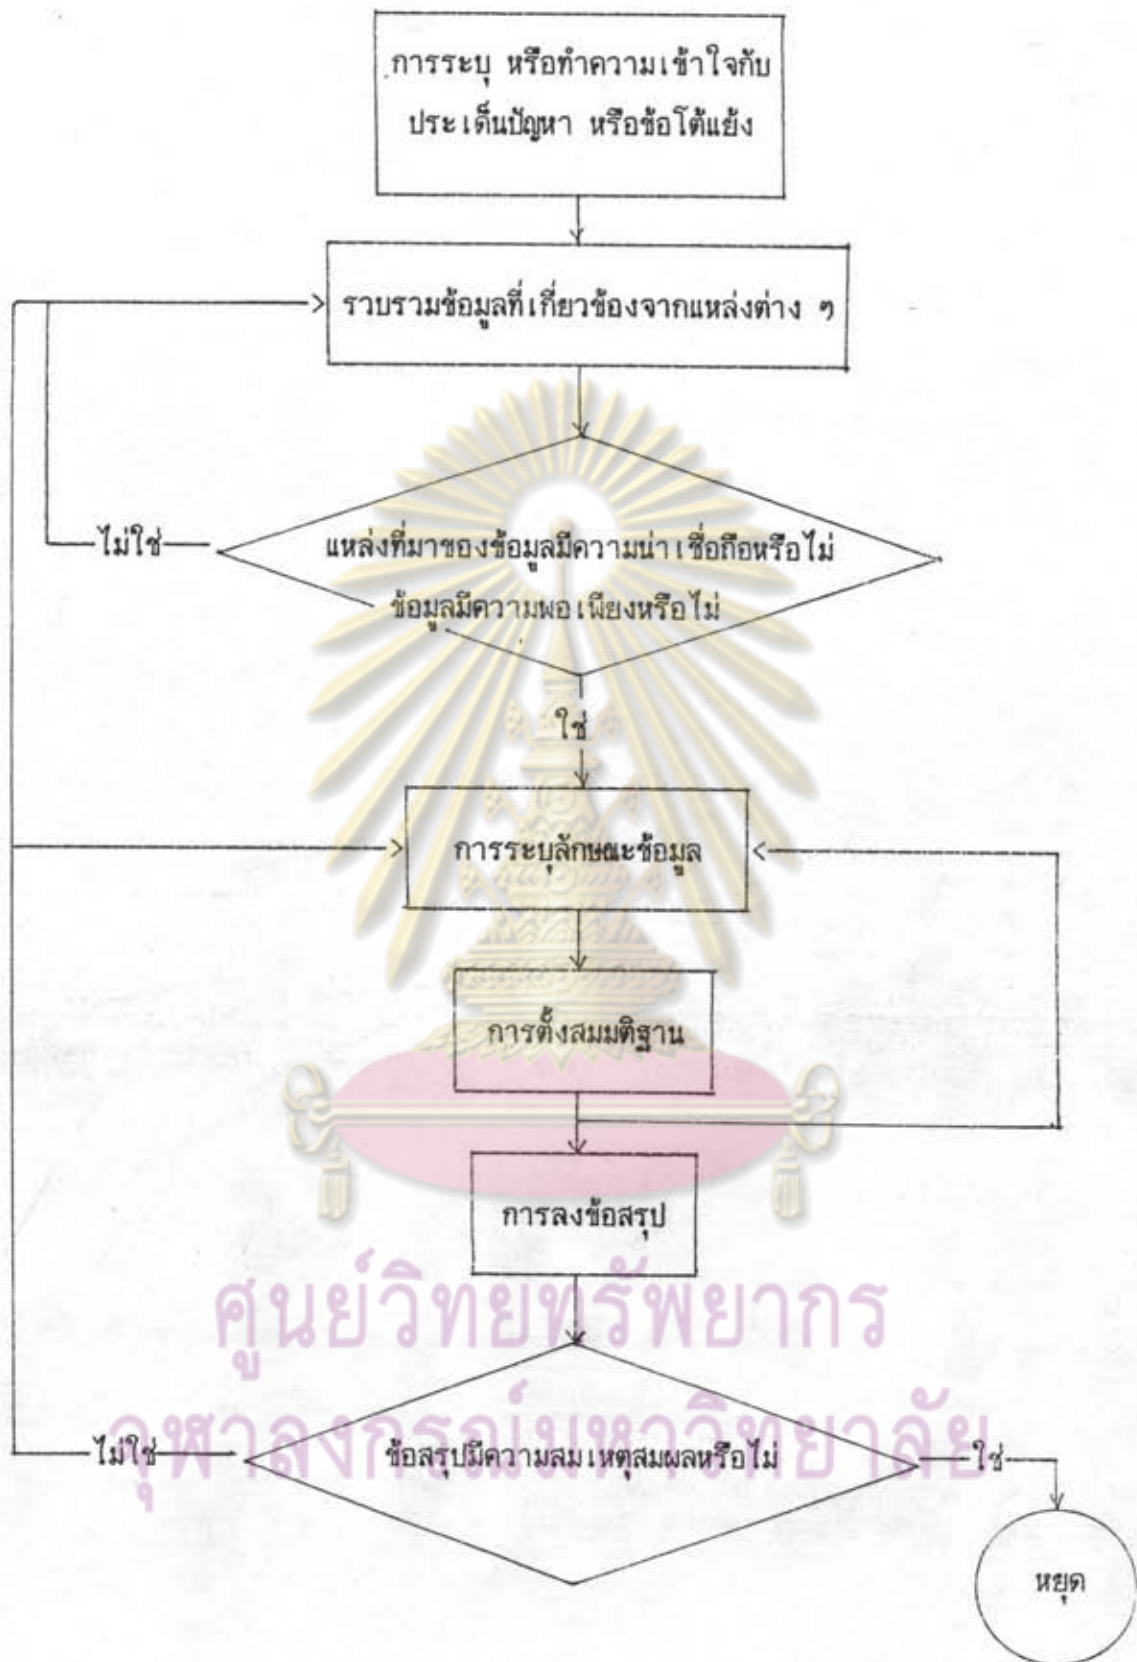 การระบุ หรือทำความเข้าใจกับ
ประเด็นปัญหา หรือข้อโต้แย้ง
รวบรวมข้อมูลที่เกี่ยวข้องจากแหล่งต่าง ๆ
ไม่ใช่
แหล่งที่มาของข้อมูลมีความน่าเชื่อถือหรือไม่
ข้อมูลมีความพอเพียงหรือไม่
ใช่
การระบุลักษณะข้อมูล
การตั้งสมมติฐาน
การลงข้อสรุป
ศูนย์วิทยทรัพยากร
จุฬาลงกรณ์มหาวิทยาลัย
ไม่ใช่
ข้อสรุปมีความสมเหตุสมผลหรือไม่
ใช่
หยุด